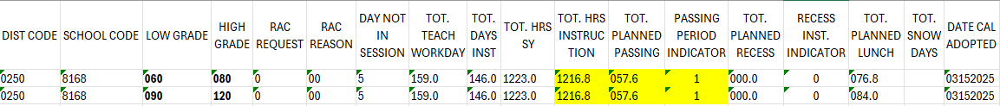 DIST CODE SCHOOL CODE LOW GRADE HIGH GRADE RAC REQUEST RAC REASON DAY NOT IN SESSION TOT. TEACH WORKDAY TOT. DAYS INST TOT. HRS SY TOT. HRS INSTRUC TION TOT. PLANNED PASSING PASSING PERIOD INDICATOR TOT. PLANNED RECESS RECESS INST. INDICATOR TOT. PLANNED LUNCH TOT. SNOW DAYS DATE CAL ADOPTED
0250 8168 060 080 0 00 5 159.0 146.0 1223.0 1216.8 057.6 1 000.0 0 076.8 03152025
0250 8168 090 120 0 00 5 159.0 146.0 1223.0 1216.8 057.6 1 000.0 0 084.0 03152025